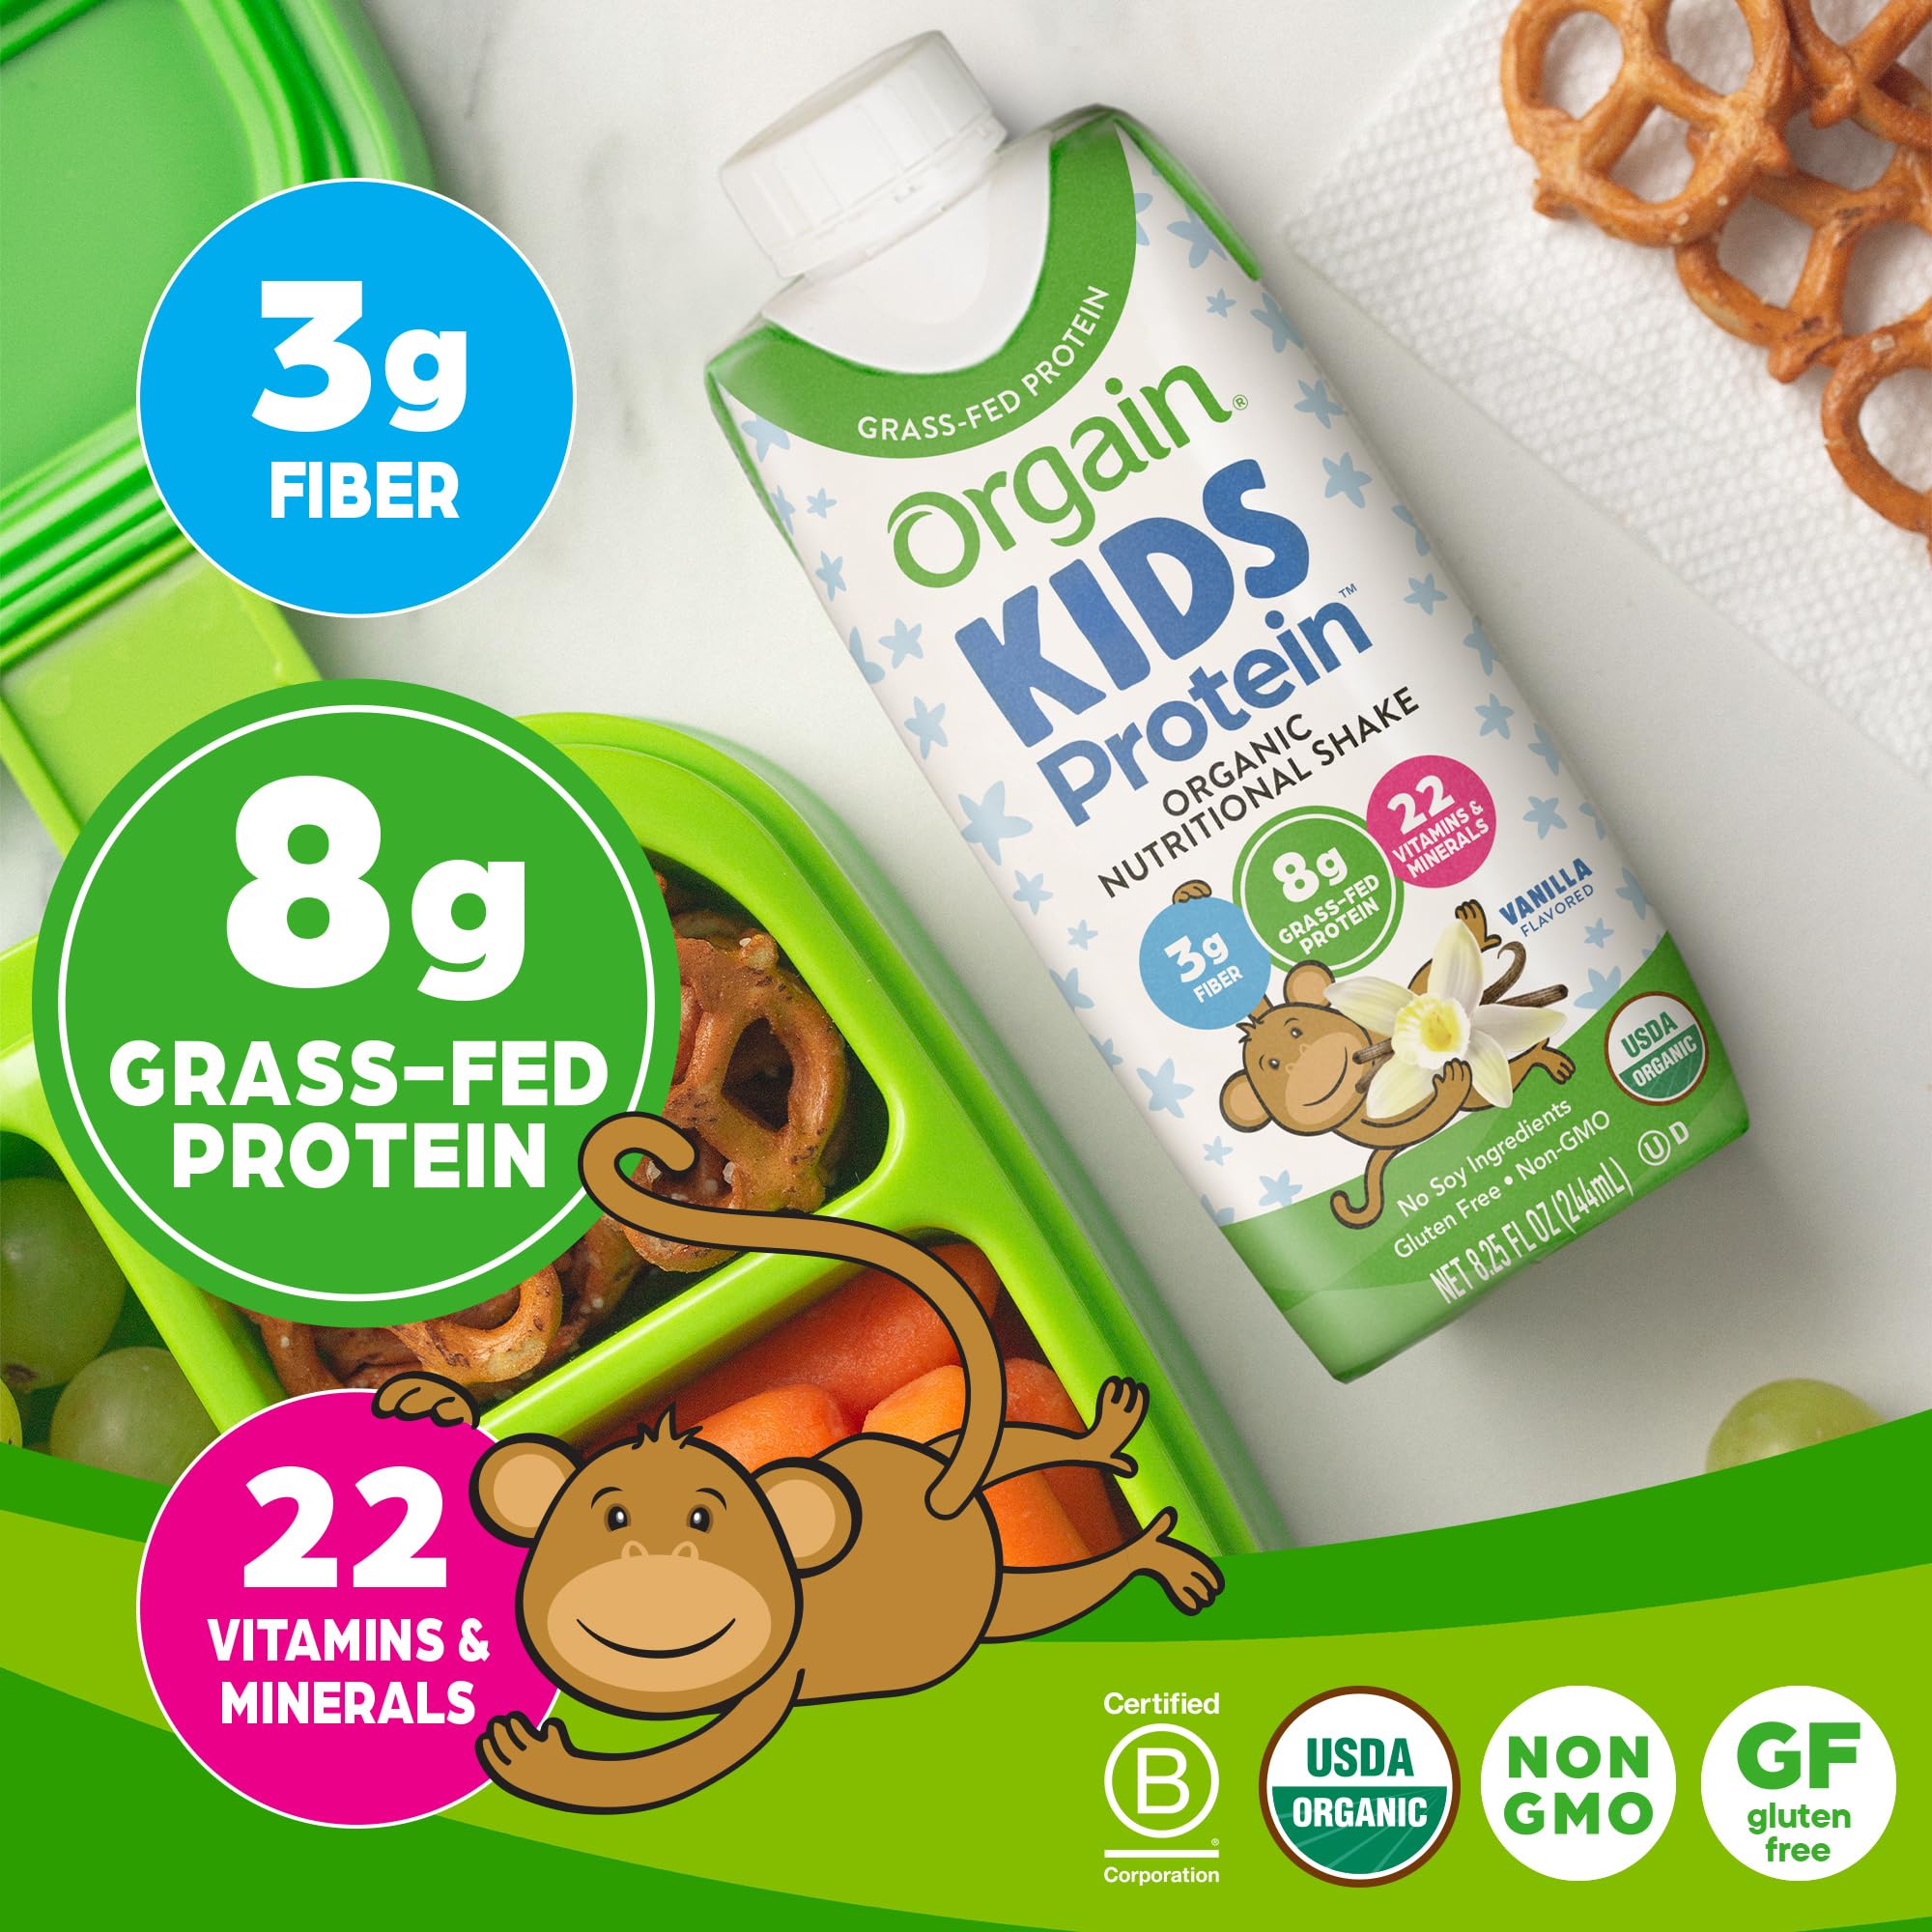 3g
FIBER
8g
GRASS-FED
PROTEIN
22
VITAMINS &
MINERALS
GRASS-FED PROTEIN
Orgain®
KIDS
Protein™
ORGANIC
NUTRITIONAL SHAKE
22
VITAMINS &
MINERALS
8g
GRASS-FED
PROTEIN
3g
FIBER
VANILLA
FLAVORED
USDA
ORGANIC
No Soy Ingredients
Gluten Free • Non-GMO
U D
NET 8.25 FL OZ (244mL)
Certified
B
®
Corporation
USDA
ORGANIC
NON
GMO
GF
gluten
free